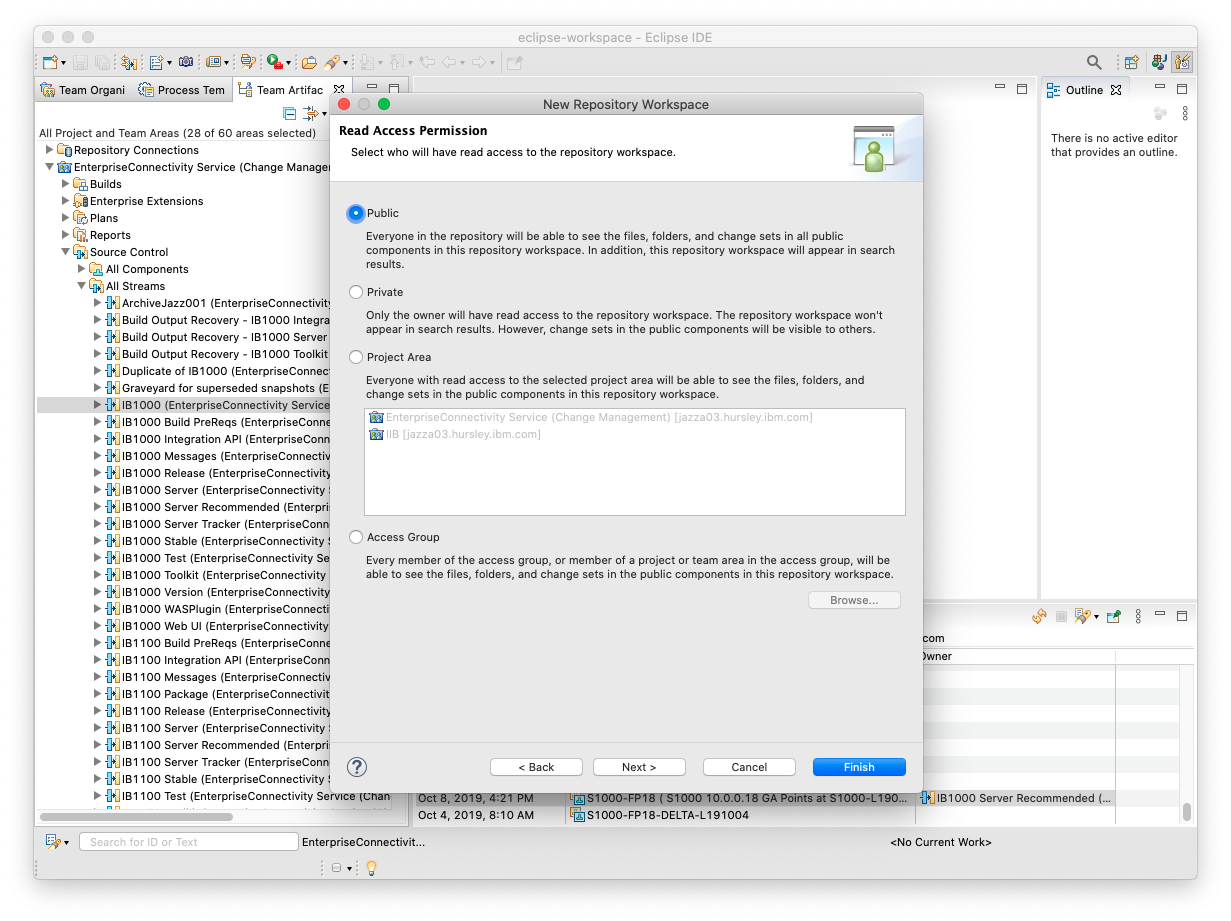 eclipse-workspace - Eclipse IDE
Team Organi
Process Tem
Team Artifac
All Project and Team Areas (28 of 60 areas selected)
Repository Connections
EnterpriseConnectivity Service (Change Manager
Builds
Enterprise Extensions
Plans
Reports
Source Control
All Components
All Streams
ArchiveJazz001 (EnterpriseConnectivity
Build Output Recovery - IB1000 Integra
Build Output Recovery - IB1000 Server
Build Output Recovery - IB1000 Toolkit
Duplicate of IB1000 (EnterpriseConnec
Graveyard for superseded snapshots (E
IB1000 (EnterpriseConnectivity Service
IB1000 Build PreReqs (EnterpriseConne
IB1000 Integration API (EnterpriseConn
IB1000 Messages (EnterpriseConnectiv
IB1000 Release (EnterpriseConnectivity
IB1000 Server (EnterpriseConnectivity
IB1000 Server Recommended (Enterpri
IB1000 Server Tracker (EnterpriseConn
IB1000 Stable (EnterpriseConnectivity
IB1000 Test (EnterpriseConnectivity Se
IB1000 Toolkit (EnterpriseConnectivity
IB1000 Version (EnterpriseConnectivity
IB1000 WASPlugin (EnterpriseConnecti
IB1000 Web UI (EnterpriseConnectivity
IB1100 Build PreReqs (EnterpriseConne
IB1100 Integration API (EnterpriseConn
IB1100 Messages (EnterpriseConnectiv
IB1100 Package (EnterpriseConnectivit
IB1100 Release (EnterpriseConnectivity
IB1100 Server (EnterpriseConnectivity
IB1100 Server Recommended (Enterpri
IB1100 Server Tracker (EnterpriseConn
IB1100 Stable (EnterpriseConnectivity S
IB1100 Test (EnterpriseConnectivity Service (Chan
New Repository Workspace
Read Access Permission
Select who will have read access to the repository workspace.
Public
Everyone in the repository will be able to see the files, folders, and change sets in all public
components in this repository workspace. In addition, this repository workspace will appear in search
results.
Private
Only the owner will have read access to the repository workspace. The repository workspace won't
appear in search results. However, change sets in the public components will be visible to others.
Project Area
Everyone with read access to the selected project area will be able to see the files, folders, and
change sets in the public components in this repository workspace.
EnterpriseConnectivity Service (Change Management) [jazza03.hursley.ibm.com]
IIB [jazza03.hursley.ibm.com]
Access Group
Every member of the access group, or member of a project or team area in the access group, will be
able to see the files, folders, and change sets in the public components in this repository workspace.
Browse...
?
< Back
Next >
Cancel
Finish
Outline
There is no active editor
that provides an outline.
com
Owner
Oct 8, 2019, 4:21 PM
S1000-FP18 ( S1000 10.0.0.18 GA Points at S1000-L190...
IB1000 Server Recommended (...
Oct 4, 2019, 8:10 AM
S1000-FP18-DELTA-L191004
Search for ID or Text
EnterpriseConnectivit...
<No Current Work>